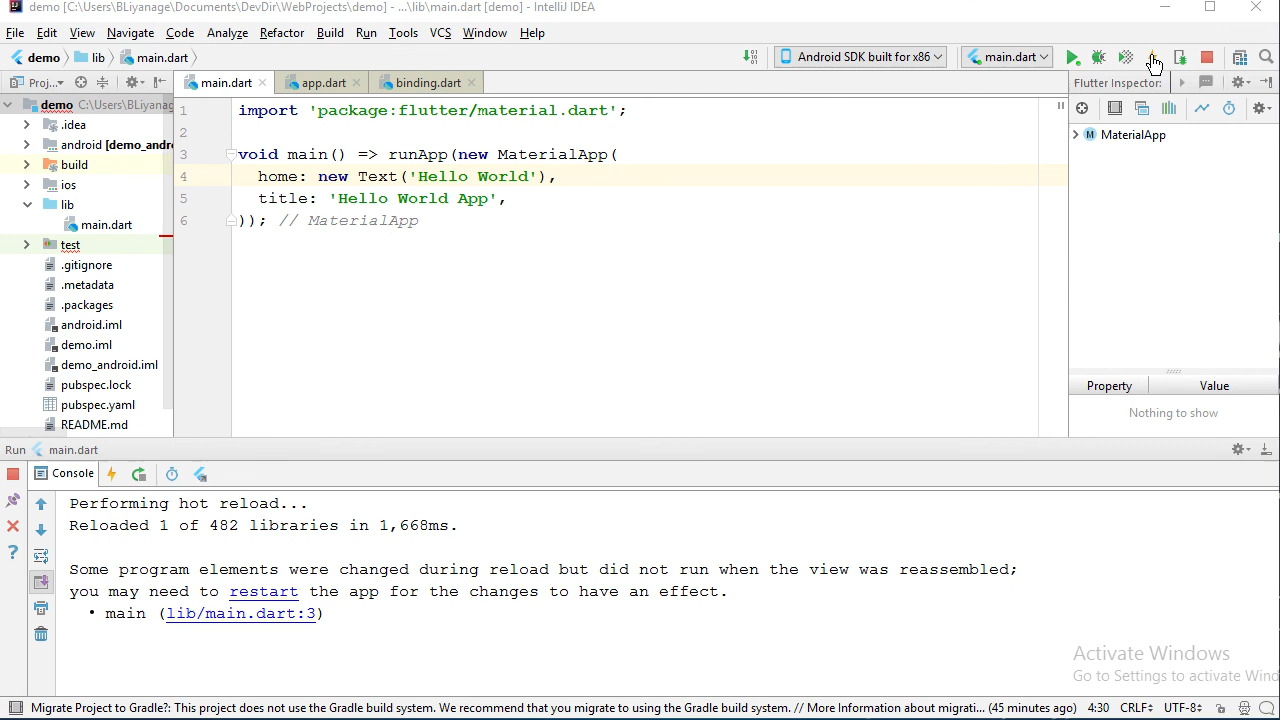 demo [C:\Users\BLiyanage\Documents\DevDir\WebProjects\demo] - ...\lib\main.dart [demo] - IntelliJ IDEA
File Edit View Navigate Code Analyze Refactor Build Run Tools VCS Window Help
demo lib main.dart Android SDK built for x86 main.dart
Proj... main.dart app.dart binding.dart Flutter Inspector:
demo C:\Users\BLiyanage
.idea
android [demo_andro
build
ios
lib
main.dart
test
.gitignore
.metadata
.packages
android.iml
demo.iml
demo_android.iml
pubspec.lock
pubspec.yaml
README.md
1 import 'package:flutter/material.dart';
2
3 void main() => runApp(new MaterialApp(
4 home: new Text('Hello World'),
5 title: 'Hello World App',
6 )); // MaterialApp
M MaterialApp
Property Value
Nothing to show
Run main.dart
Console
Performing hot reload...
Reloaded 1 of 482 libraries in 1,668ms.
Some program elements were changed during reload but did not run when the view was reassembled;
you may need to restart the app for the changes to have an effect.
• main (lib/main.dart:3)
Activate Windows
Go to Settings to activate Wind
Migrate Project to Gradle?: This project does not use the Gradle build system. We recommend that you migrate to using the Gradle build system. // More Information about migrati... (45 minutes ago) 4:30 CRLF÷ UTF-8÷